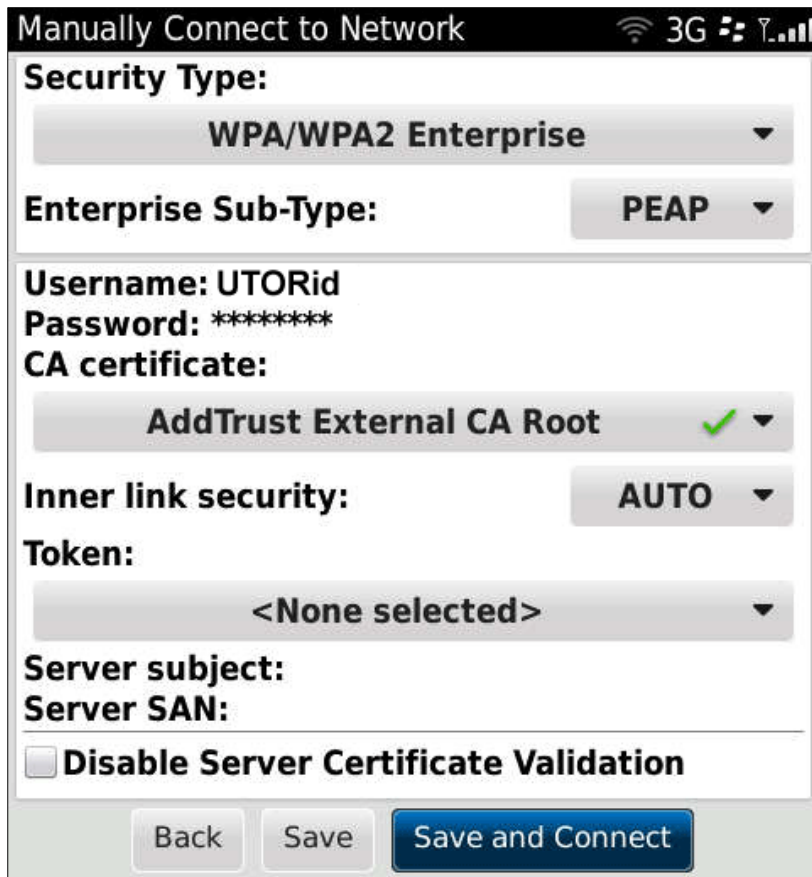 Manually Connect to Network 3G
Security Type:
WPA/WPA2 Enterprise
Enterprise Sub-Type: PEAP
Username: UTORid
Password: ********
CA certificate:
AddTrust External CA Root
Inner link security: AUTO
Token:
<None selected>
Server subject:
Server SAN:
Disable Server Certificate Validation
Back Save Save and Connect